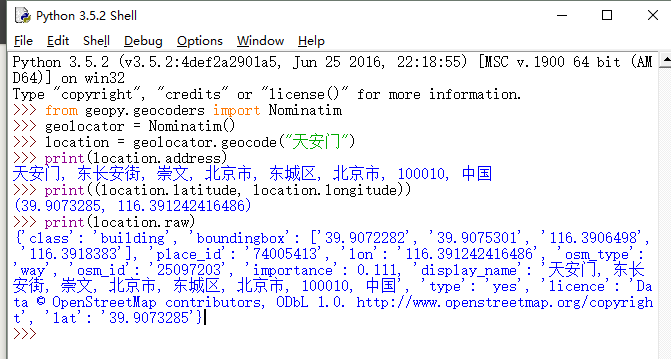 Python 3.5.2 Shell
File Edit Shell Debug Options Window Help
Python 3.5.2 (v3.5.2:4def2a2901a5, Jun 25 2016, 22:18:55) [MSC v.1900 64 bit (AM
D64)] on win32
Type "copyright", "credits" or "license()" for more information.
>>> from geopy.geocoders import Nominatim
>>> geolocator = Nominatim()
>>> location = geolocator.geocode("天安门")
>>> print(location.address)
天安门, 东长安街, 崇文, 北京市, 东城区, 北京市, 100010, 中国
>>> print((location.latitude, location.longitude))
(39.9073285, 116.391242416486)
>>> print(location.raw)
{'class': 'building', 'boundingbox': ['39.9072282', '39.9075301', '116.3906498',
'116.3918383'], 'place_id': '74005413', 'lon': '116.391242416486', 'osm_type':
'way', 'osm_id': '25097203', 'importance': 0.111, 'display_name': '天安门, 东长
安街, 崇文, 北京市, 东城区, 北京市, 100010, 中国', 'type': 'yes', 'licence': 'Da
ta © OpenStreetMap contributors, ODbL 1.0. http://www.openstreetmap.org/copyrigh
t', 'lat': '39.9073285'}
>>>